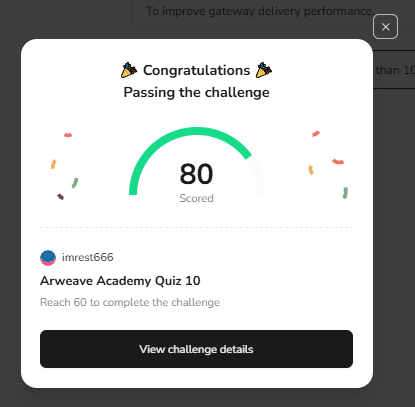 To improve gateway delivery performance.
than 10
🎉 Congratulations 🎉
Passing the challenge
80
Scored
imrest666
Arweave Academy Quiz 10
Reach 60 to complete the challenge
View challenge details